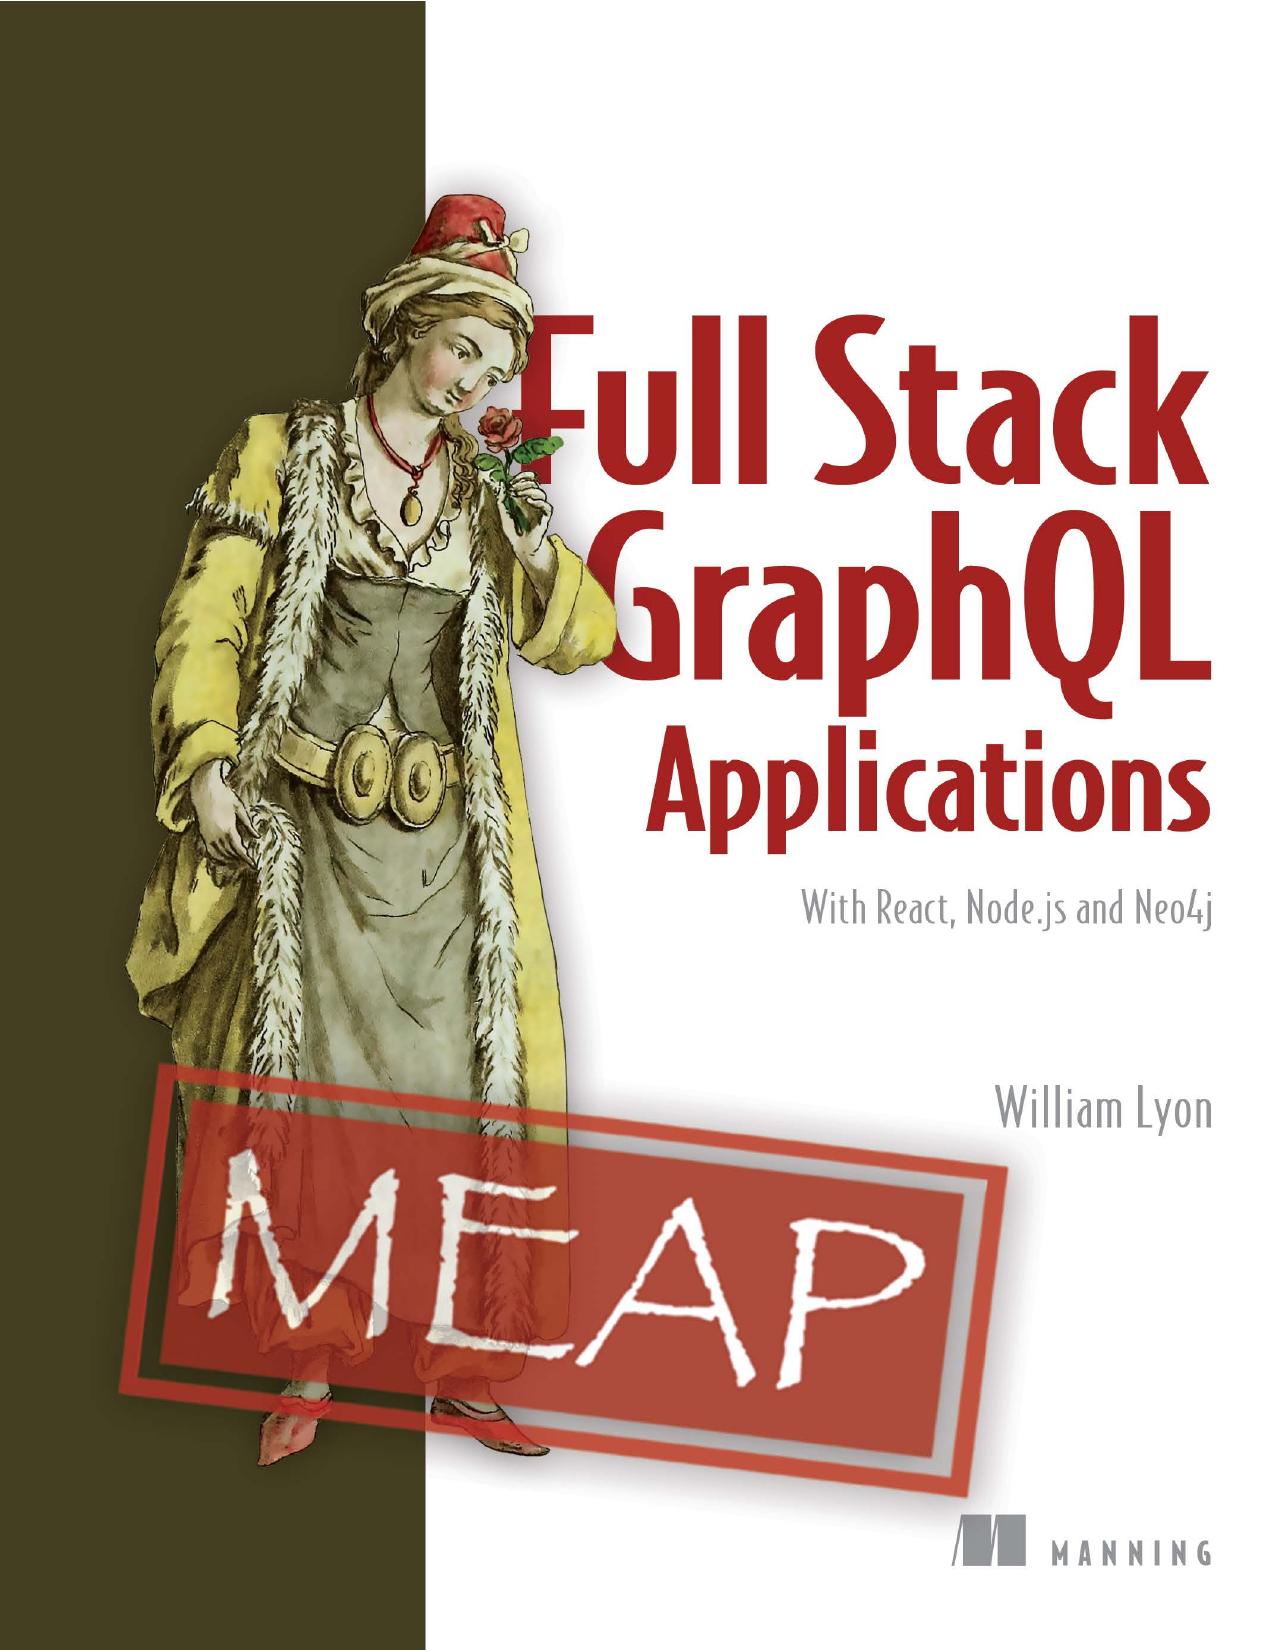 Full Stack
GraphQL
Applications
With React, Node.js and Neo4j
William Lyon
MEAP
MANNING